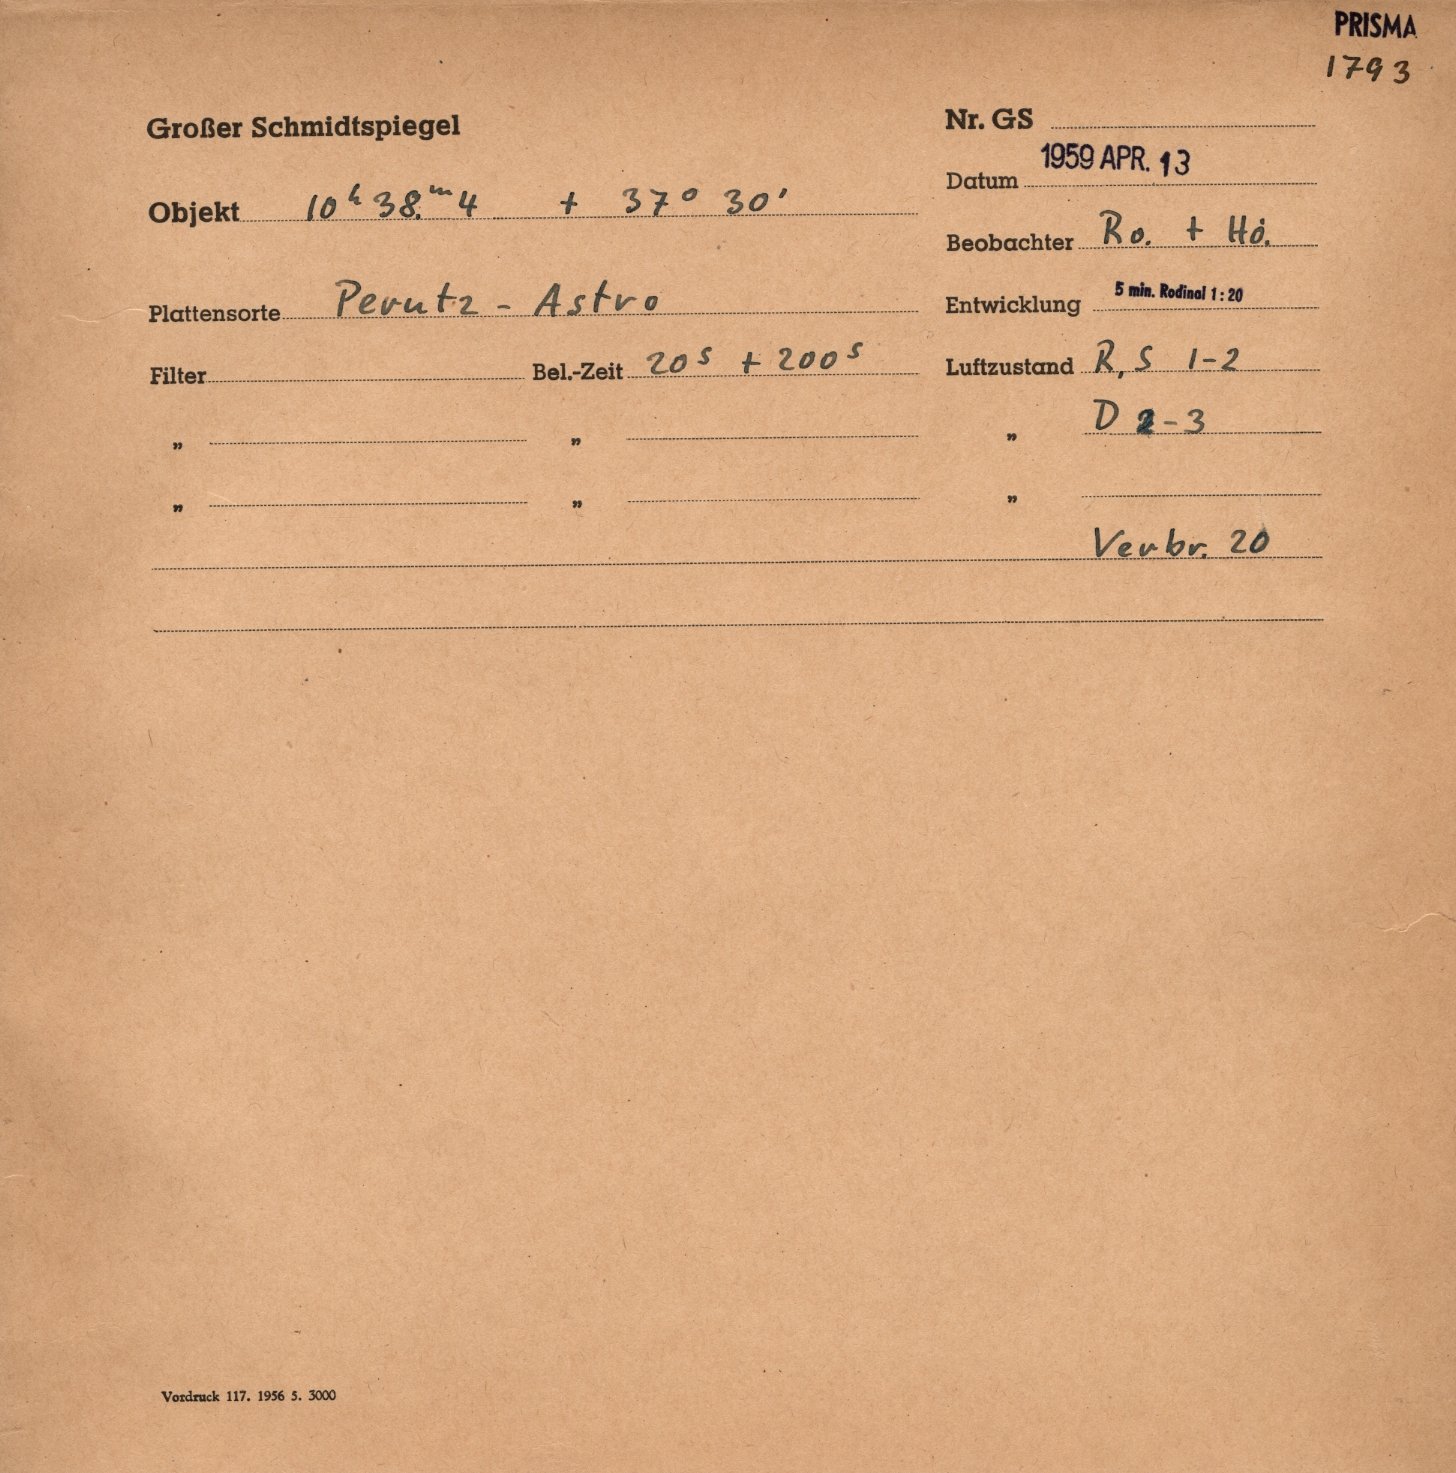 PRISMA
1793
Großer Schmidtspiegel
Nr. GS
Datum 1959 APR. 13
Objekt 10ʰ 38.ᵐ4 + 37° 30'
Beobachter Ro. + Hö.
Plattensorte Perutz - Astro
Entwicklung 5 min. Rodinal 1:20
Filter Bel.-Zeit 20ˢ + 200ˢ
Luftzustand R, S 1-2
„ „ „ D 2-3
„ „ „
Verbr. 20
Vordruck 117. 1956 5. 3000